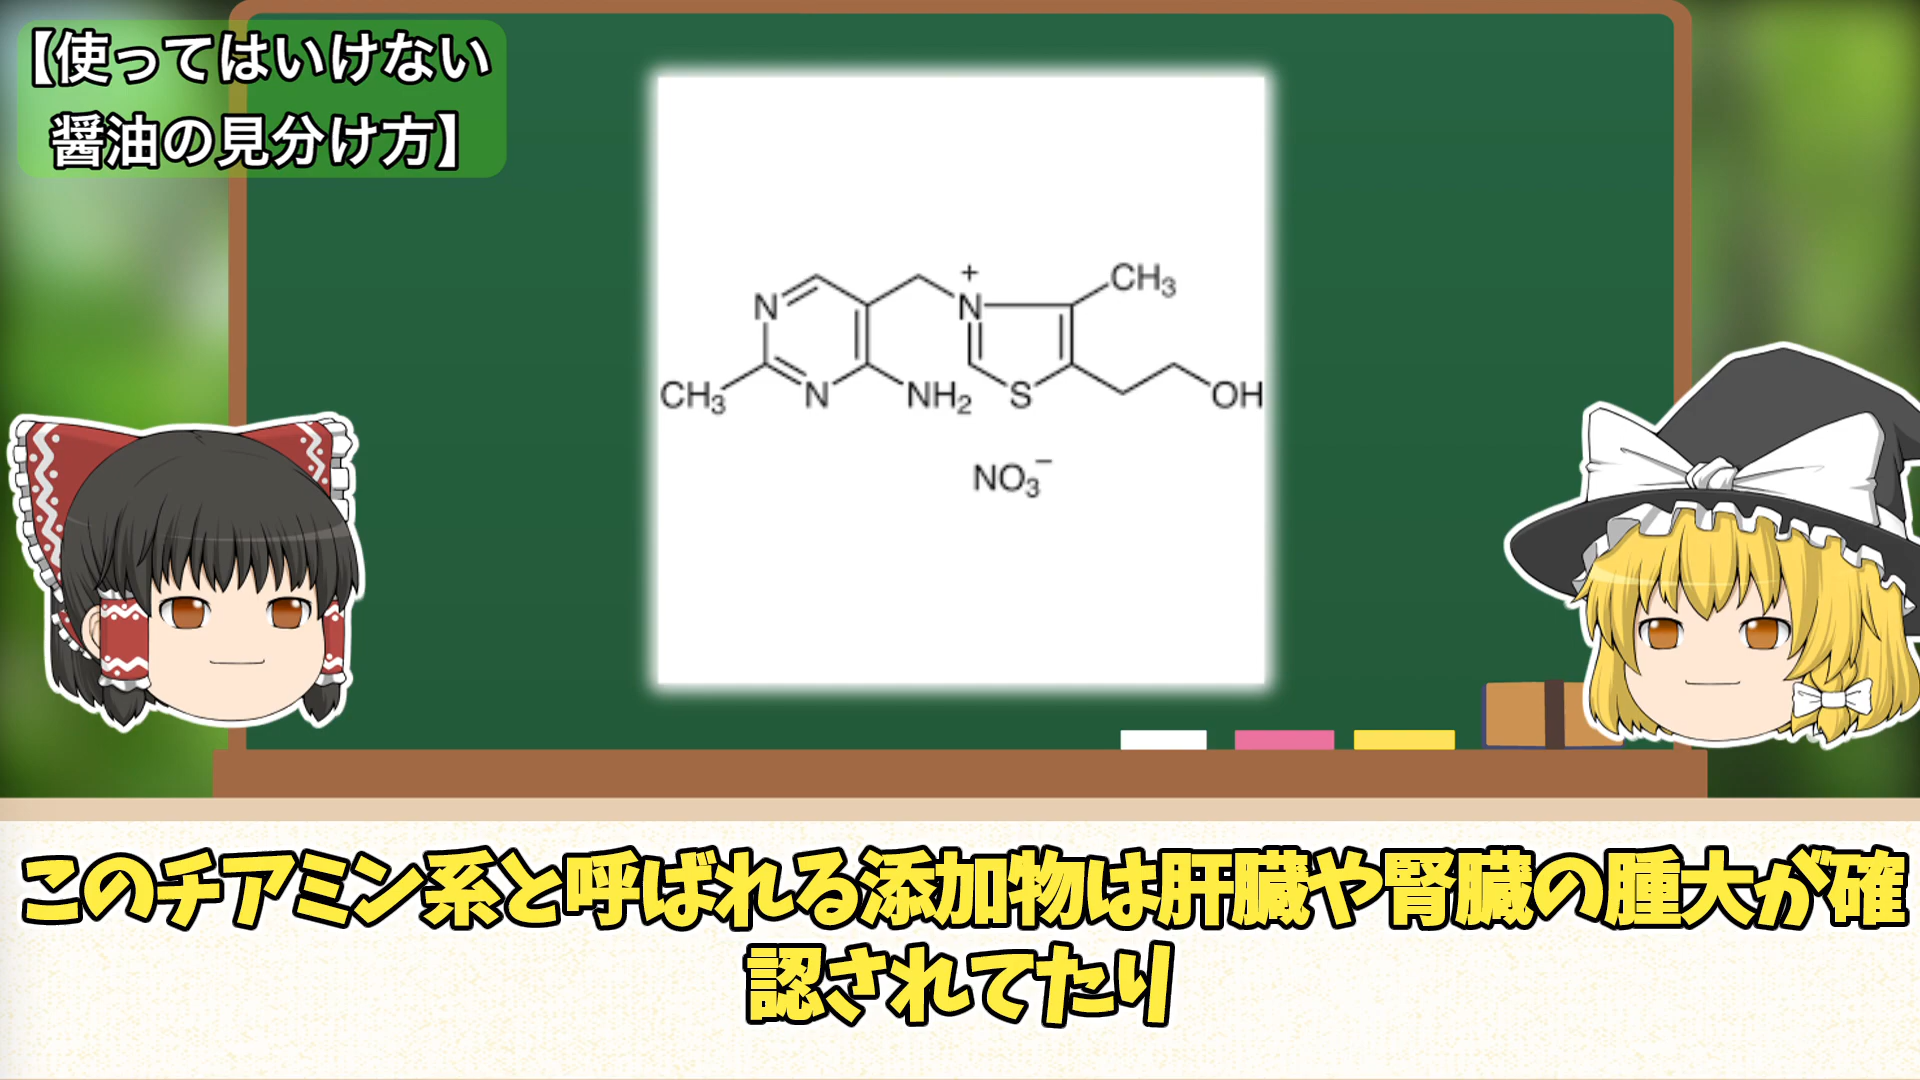 【使ってはいけない
醤油の見分け方】
N
N
CH₃
NH₂
N
+
S
CH₃
OH
NO₃⁻
このチアミン系と呼ばれる添加物は肝臓や腎臓の腫大が確
認されてたり